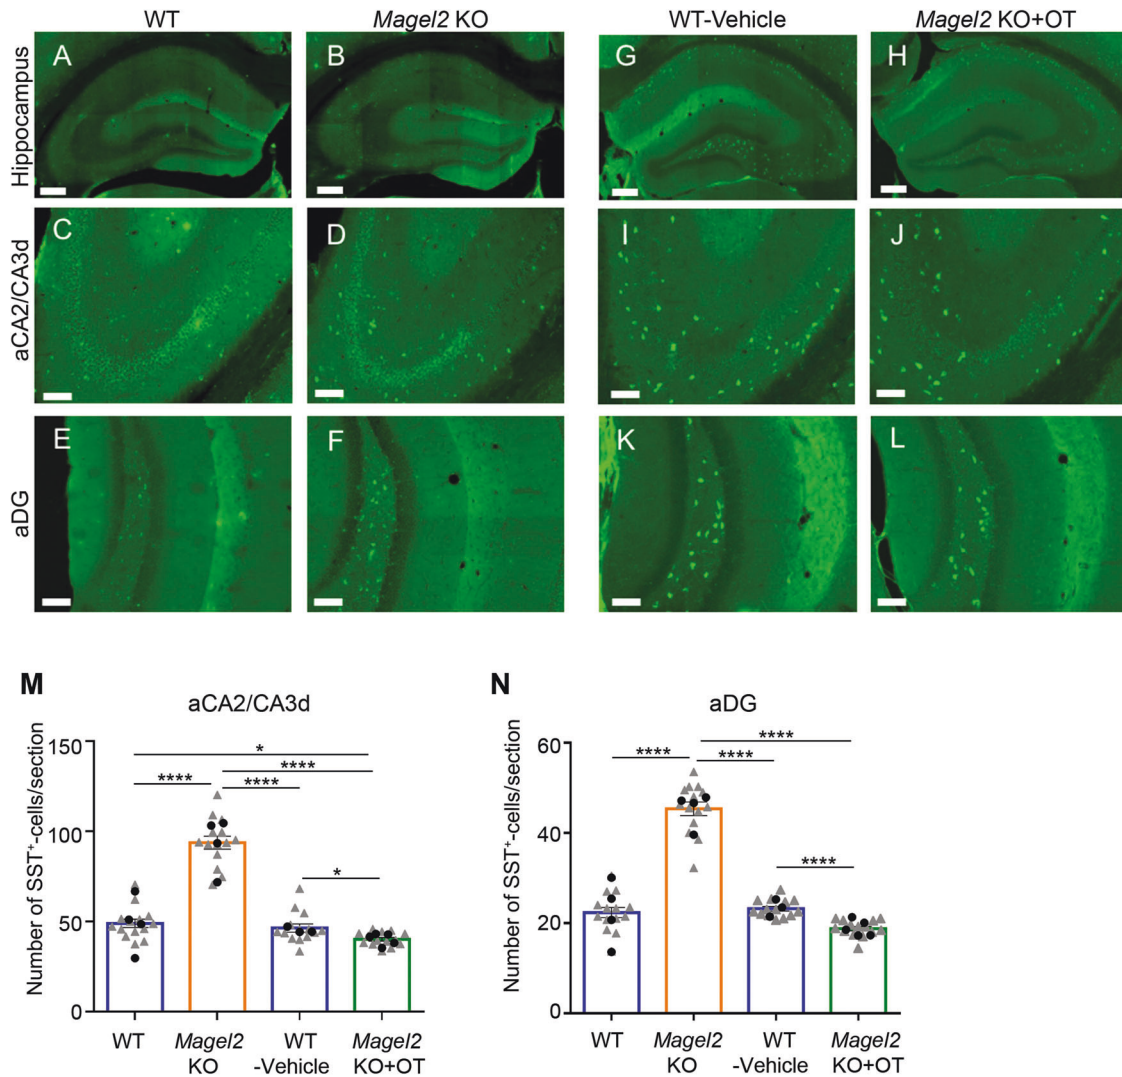 WT Magel2 KO WT-Vehicle Magel2 KO+OT
Hippocampus
A B G H
aCA2/CA3d
C D I J
aDG
E F K L
M
aCA2/CA3d
Number of SST+-cells/section
150
100
50
0
*
****
****
****
*
WT Magel2 WT Magel2
KO -Vehicle KO+OT
N
aDG
Number of SST+-cells/section
60
40
20
0
****
**** ****
****
WT Magel2 WT Magel2
KO -Vehicle KO+OT